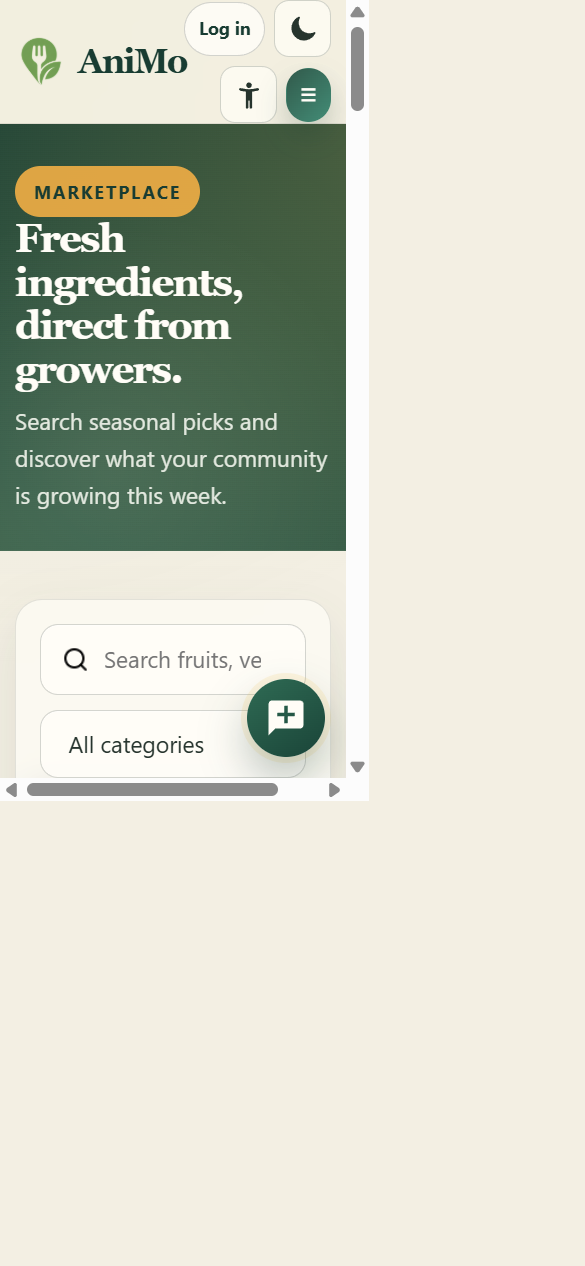 AniMo
Log in
MARKETPLACE
Fresh
ingredients,
direct from
growers.
Search seasonal picks and
discover what your community
is growing this week.
Search fruits, ve
All categories